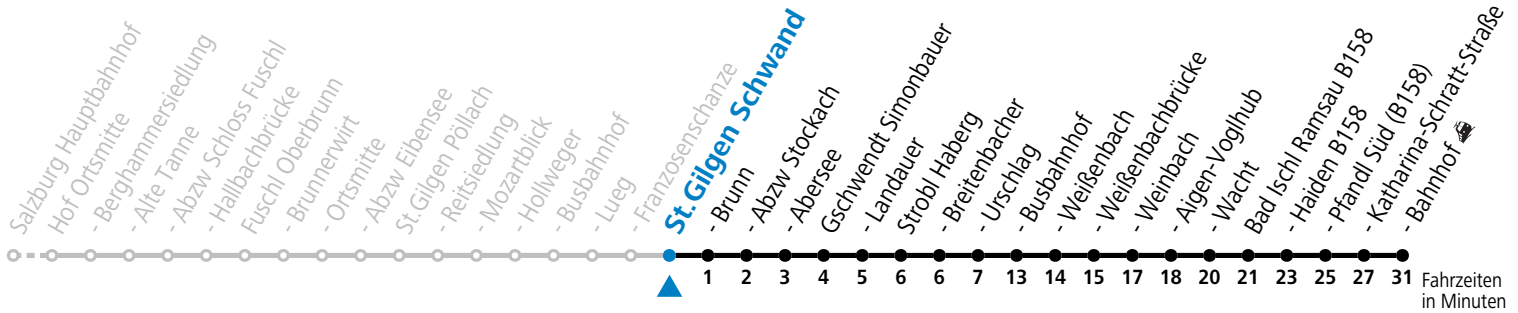 Salzburg Hauptbahnhof
Hof Ortsmitte
- Berghammersiedlung
- Alte Tanne
- Abzw Schloss Fuschl
- Hallbachbrücke
Fuschl Oberbrunn
- Brunnerwirt
- Ortsmitte
- Abzw Eibensee
St.Gilgen Pöllach
- Reitsiedlung
- Mozartblick
- Hollweger
- Busbahnhof
- Lueg
- Franzosenschanze
St.Gilgen Schwand
- Brunn
- Abzw Stockach
- Abersee
Gschwendt Simonbauer
- Landauer
Strobl Haberg
- Breitenbacher
- Urschlag
- Busbahnhof
- Weißenbach
- Weißenbachbrücke
- Weinbach
- Aigen-Voglhub
- Wacht
Bad Ischl Ramsau B158
- Haiden B158
- Pfandl Süd (B158)
- Katharina-Schratt-Straße
- Bahnhof
1 2 3 4 5 6 6 7 13 14 15 17 18 20 21 23 25 27 31 Fahrzeiten
in Minuten